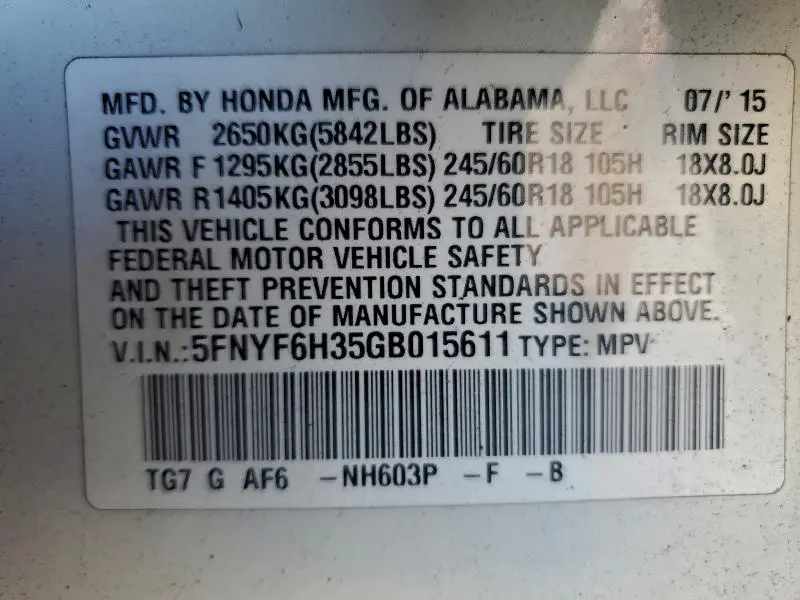 MFD. BY HONDA MFG. OF ALABAMA, LLC 07/'15
GVWR 2650KG(5842LBS) TIRE SIZE RIM SIZE
GAWR F 1295KG(2855LBS) 245/60R18 105H 18X8.0J
GAWR R 1405KG(3098LBS) 245/60R18 105H 18X8.0J
THIS VEHICLE CONFORMS TO ALL APPLICABLE
FEDERAL MOTOR VEHICLE SAFETY
AND THEFT PREVENTION STANDARDS IN EFFECT
ON THE DATE OF MANUFACTURE SHOWN ABOVE.
V.I.N.:5FNYF6H35GB015611 TYPE: MPV
TG7 G AF6 -NH603P -F -B